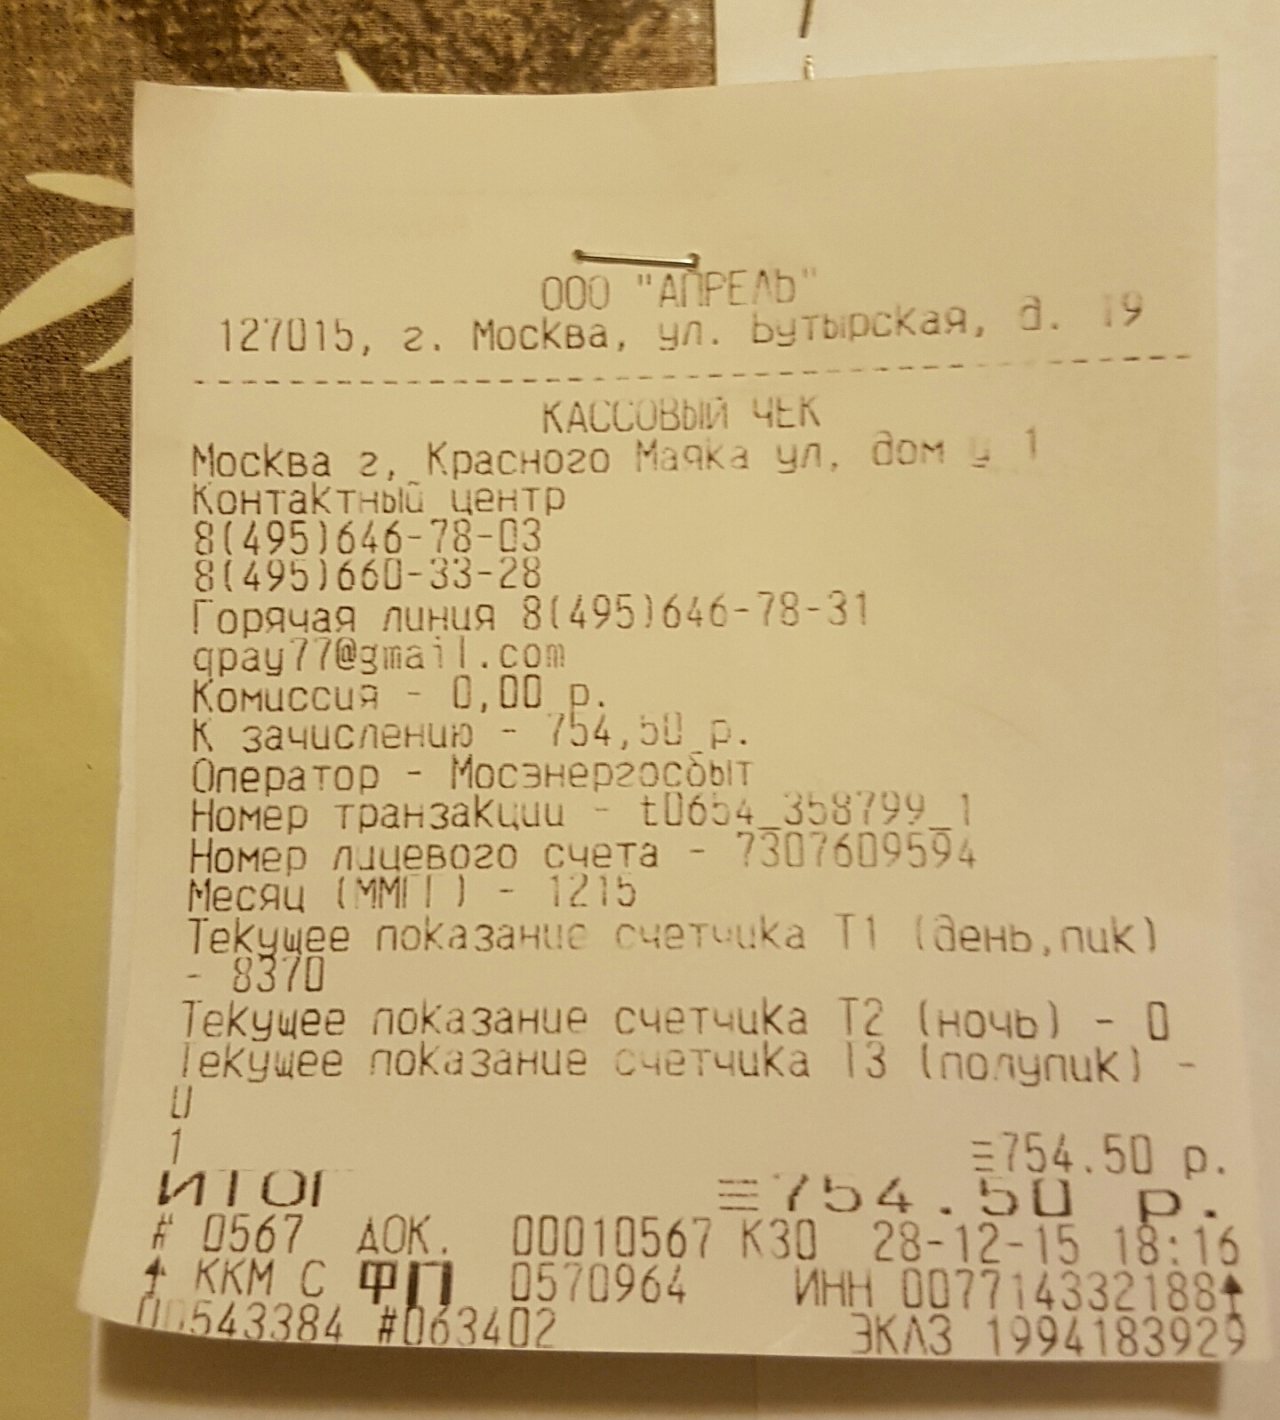 ООО "АПРЕЛЬ"
127015, г. Москва, ул. Бутырская, д. 19
КАССОВЫЙ ЧЕК
Москва г, Красного Маяка ул, дом у 1
Контактный центр
8(495)646-78-03
8(495)660-33-28
Горячая линия 8(495)646-78-31
qpay77@gmail.com
Комиссия - 0,00 р.
К зачислению - 754,50 р.
Оператор - Мосэнергосбыт
Номер транзакции - t0654_358799_1
Номер лицевого счета - 7307609594
Месяц (ММГГ) - 1215
Текущее показание счетчика Т1 (день,пик)
- 8370
Текущее показание счетчика Т2 (ночь) - 0
Текущее показание счетчика Т3 (полупик) -
0
1 ≡754.50 р.
ИТОГ ≡754.50 р.
# 0567 ДОК. 00010567 К30 28-12-15 18:16
ККМ С ФП 0570964 ИНН 007714332188
00543384 #063402 ЭКЛЗ 1994183929